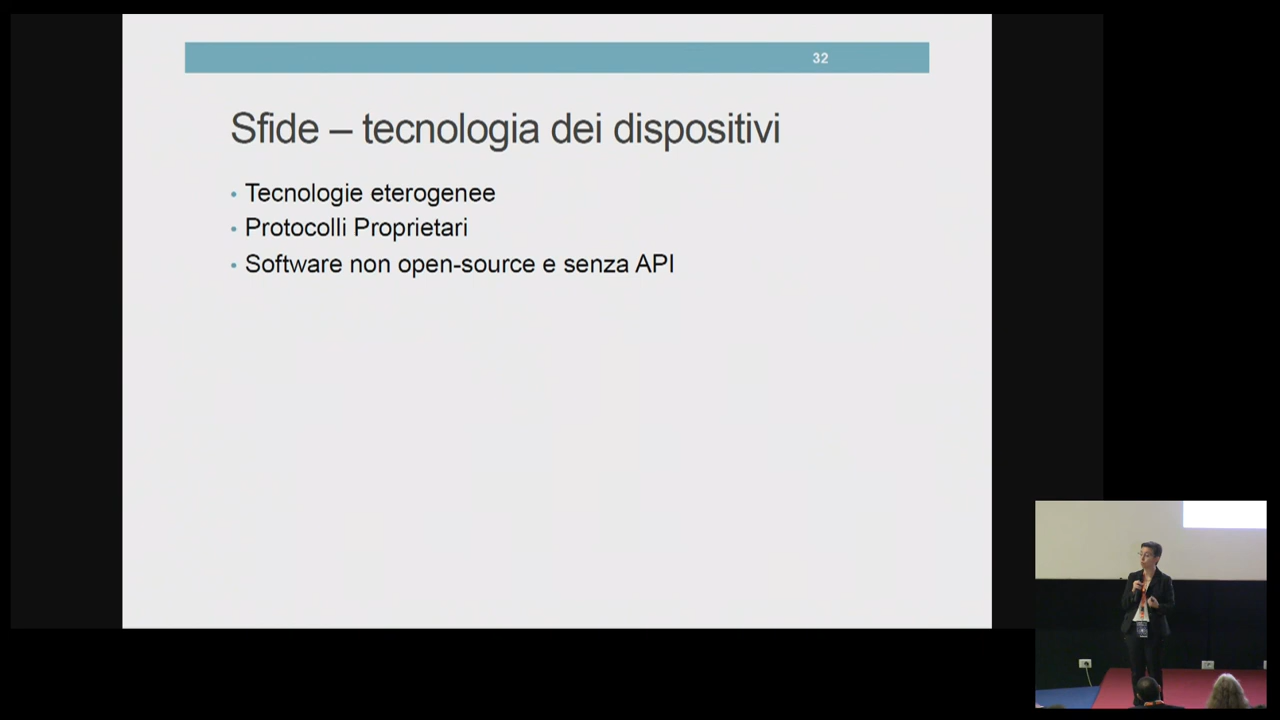 32
Sfide – tecnologia dei dispositivi
• Tecnologie eterogenee
• Protocolli Proprietari
• Software non open-source e senza API